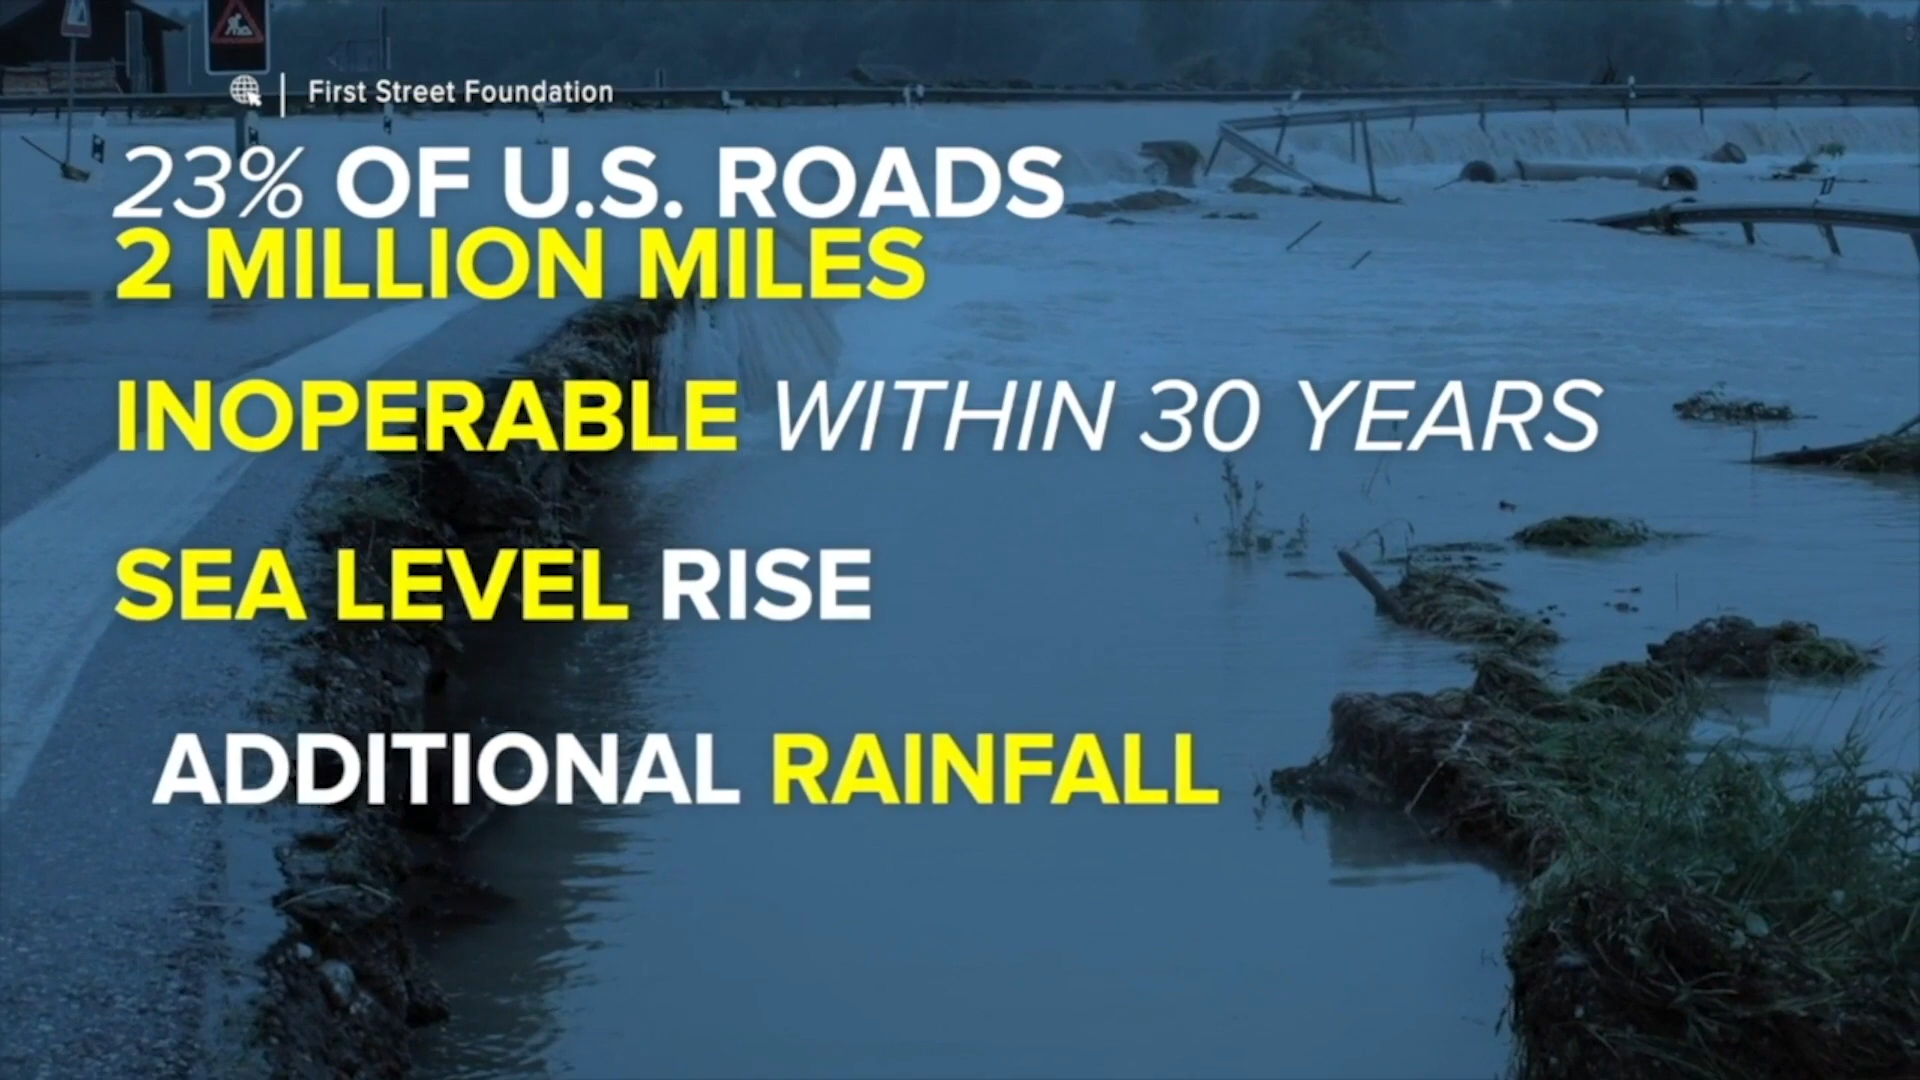 First Street Foundation
23% OF U.S. ROADS
2 MILLION MILES
INOPERABLE WITHIN 30 YEARS
SEA LEVEL RISE
ADDITIONAL RAINFALL